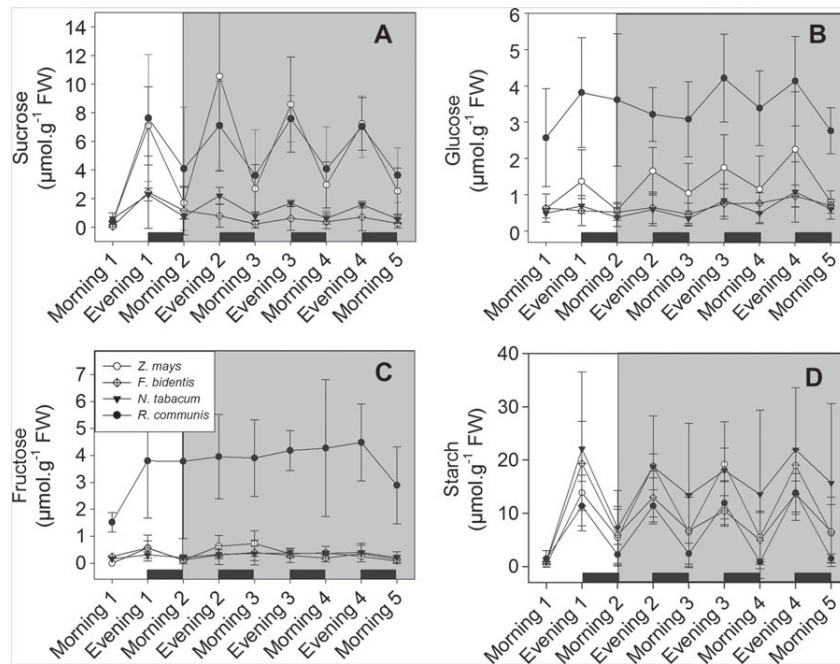 A
Sucrose
(µmol.g⁻¹ FW)
14
12
10
8
6
4
2
0
Morning 1
Evening 1
Morning 2
Evening 2
Morning 3
Evening 3
Morning 4
Evening 4
Morning 5
B
Glucose
(µmol.g⁻¹ FW)
6
5
4
3
2
1
0
Morning 1
Evening 1
Morning 2
Evening 2
Morning 3
Evening 3
Morning 4
Evening 4
Morning 5
C
Z. mays
F. bidentis
N. tabacum
R. communis
Fructose
(µmol.g⁻¹ FW)
7
6
5
4
3
2
1
0
Morning 1
Evening 1
Morning 2
Evening 2
Morning 3
Evening 3
Morning 4
Evening 4
Morning 5
D
Starch
(µmol.g⁻¹ FW)
40
30
20
10
0
Morning 1
Evening 1
Morning 2
Evening 2
Morning 3
Evening 3
Morning 4
Evening 4
Morning 5